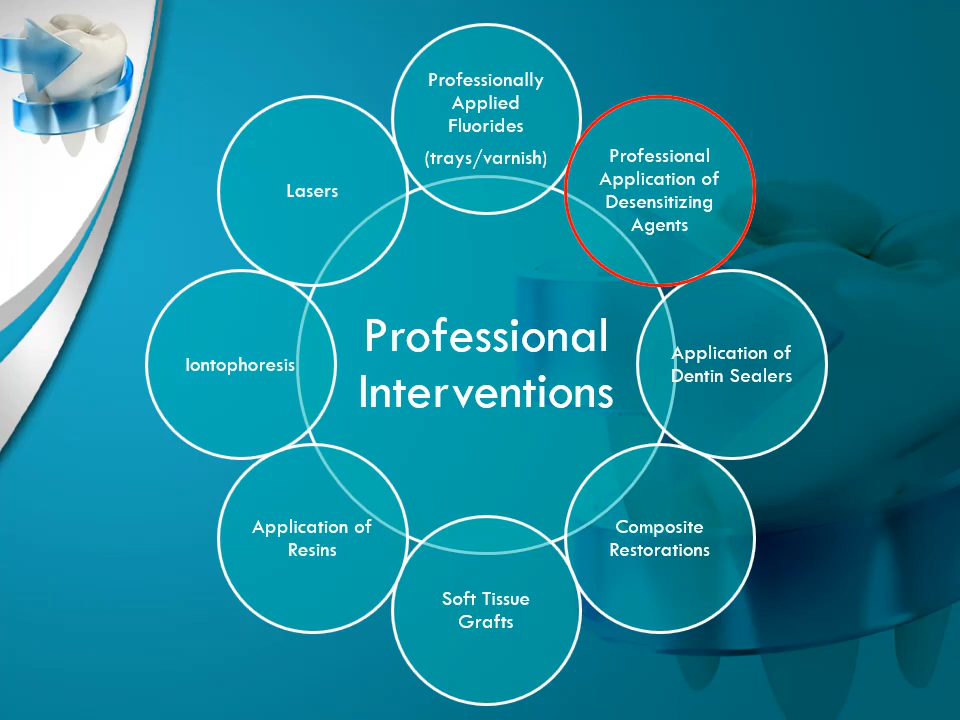 Professionally
Applied
Fluorides
(trays/varnish)
Professional
Application of
Desensitizing
Agents
Application of
Dentin Sealers
Composite
Restorations
Soft Tissue
Grafts
Application of
Resins
Iontophoresis
Lasers
Professional
Interventions